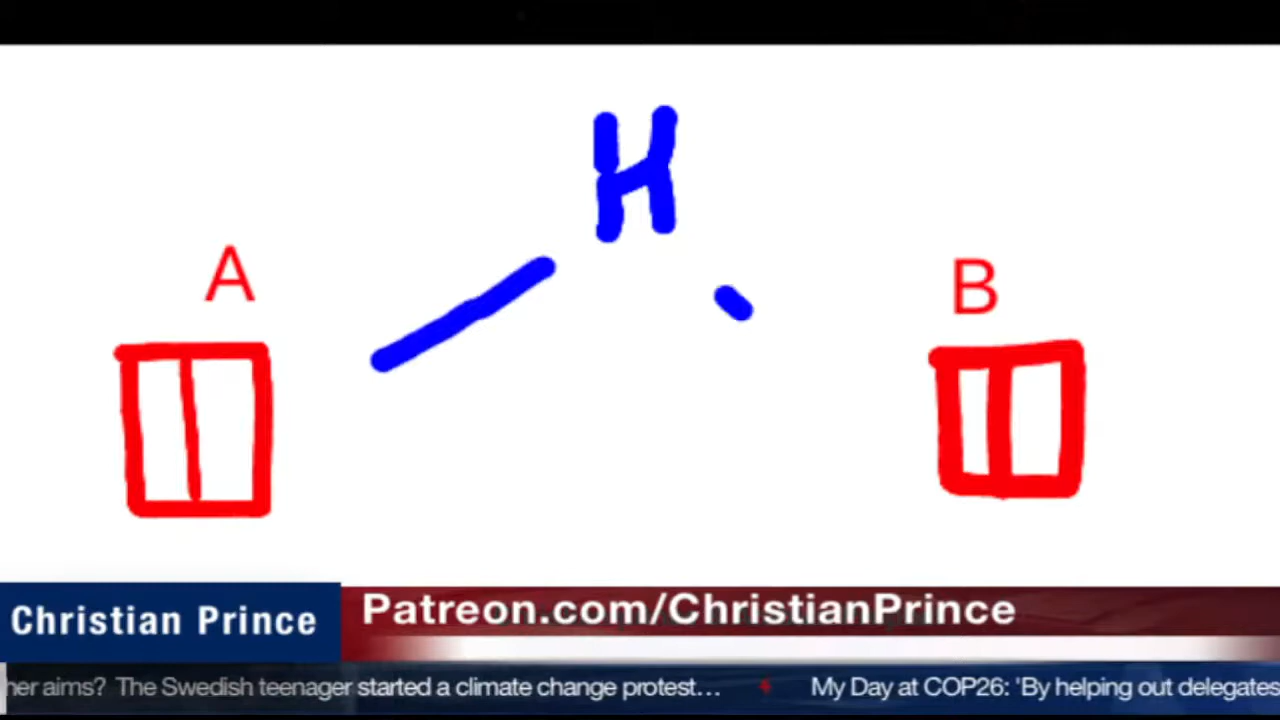 H
A
B
Christian Prince
Patreon.com/ChristianPrince
her aims? The Swedish teenager started a climate change protest... My Day at COP26: 'By helping out delegates